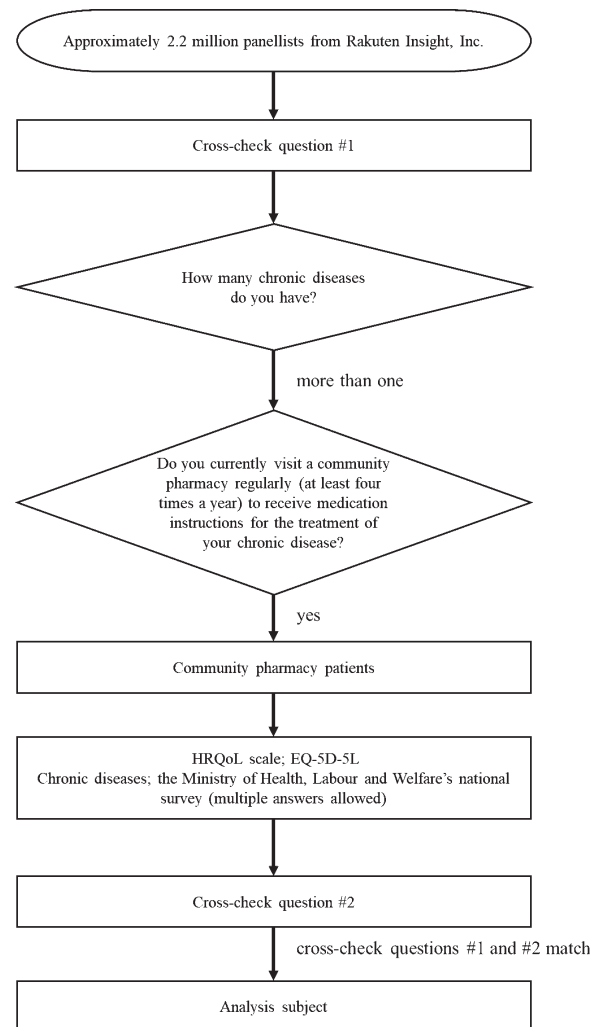 Approximately 2.2 million panellists from Rakuten Insight, Inc.
Cross-check question #1
How many chronic diseases
do you have?
more than one
Do you currently visit a community
pharmacy regularly (at least four
times a year) to receive medication
instructions for the treatment of
your chronic disease?
yes
Community pharmacy patients
HRQoL scale; EQ-5D-5L
Chronic diseases; the Ministry of Health, Labour and Welfare's national
survey (multiple answers allowed)
Cross-check question #2
cross-check questions #1 and #2 match
Analysis subject